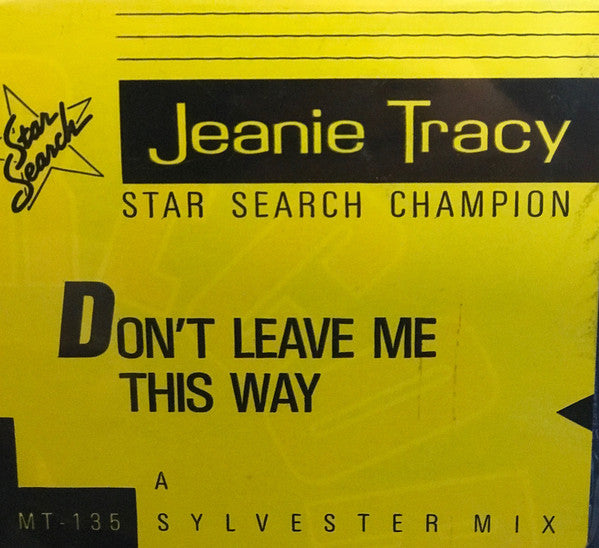 Star
Search
Jeanie Tracy
STAR SEARCH CHAMPION
DON'T LEAVE ME
THIS WAY
A
MT-135 SYLVESTER MIX